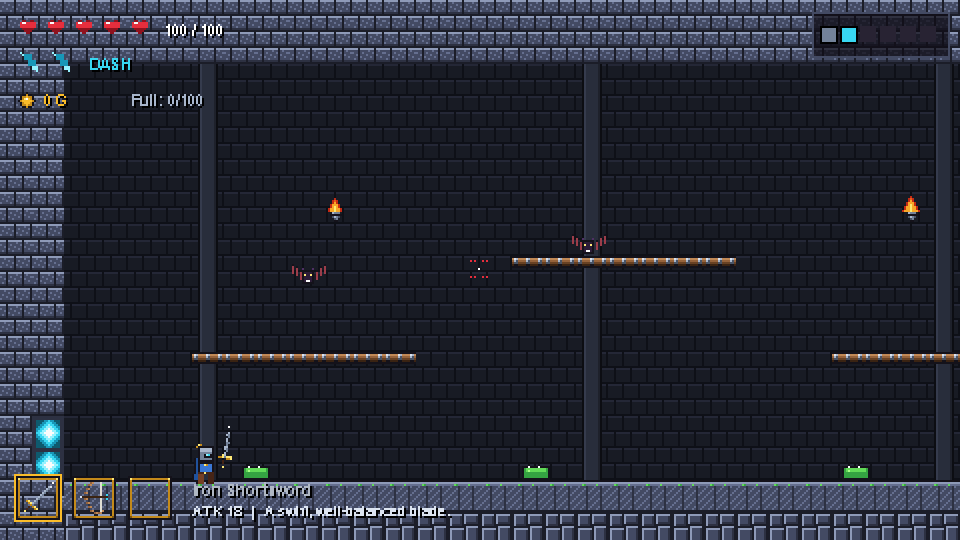 100 / 100
DASH
0 G
Full: 0/100
Iron Shortsword
ATK 18 | A swift, well-balanced blade.